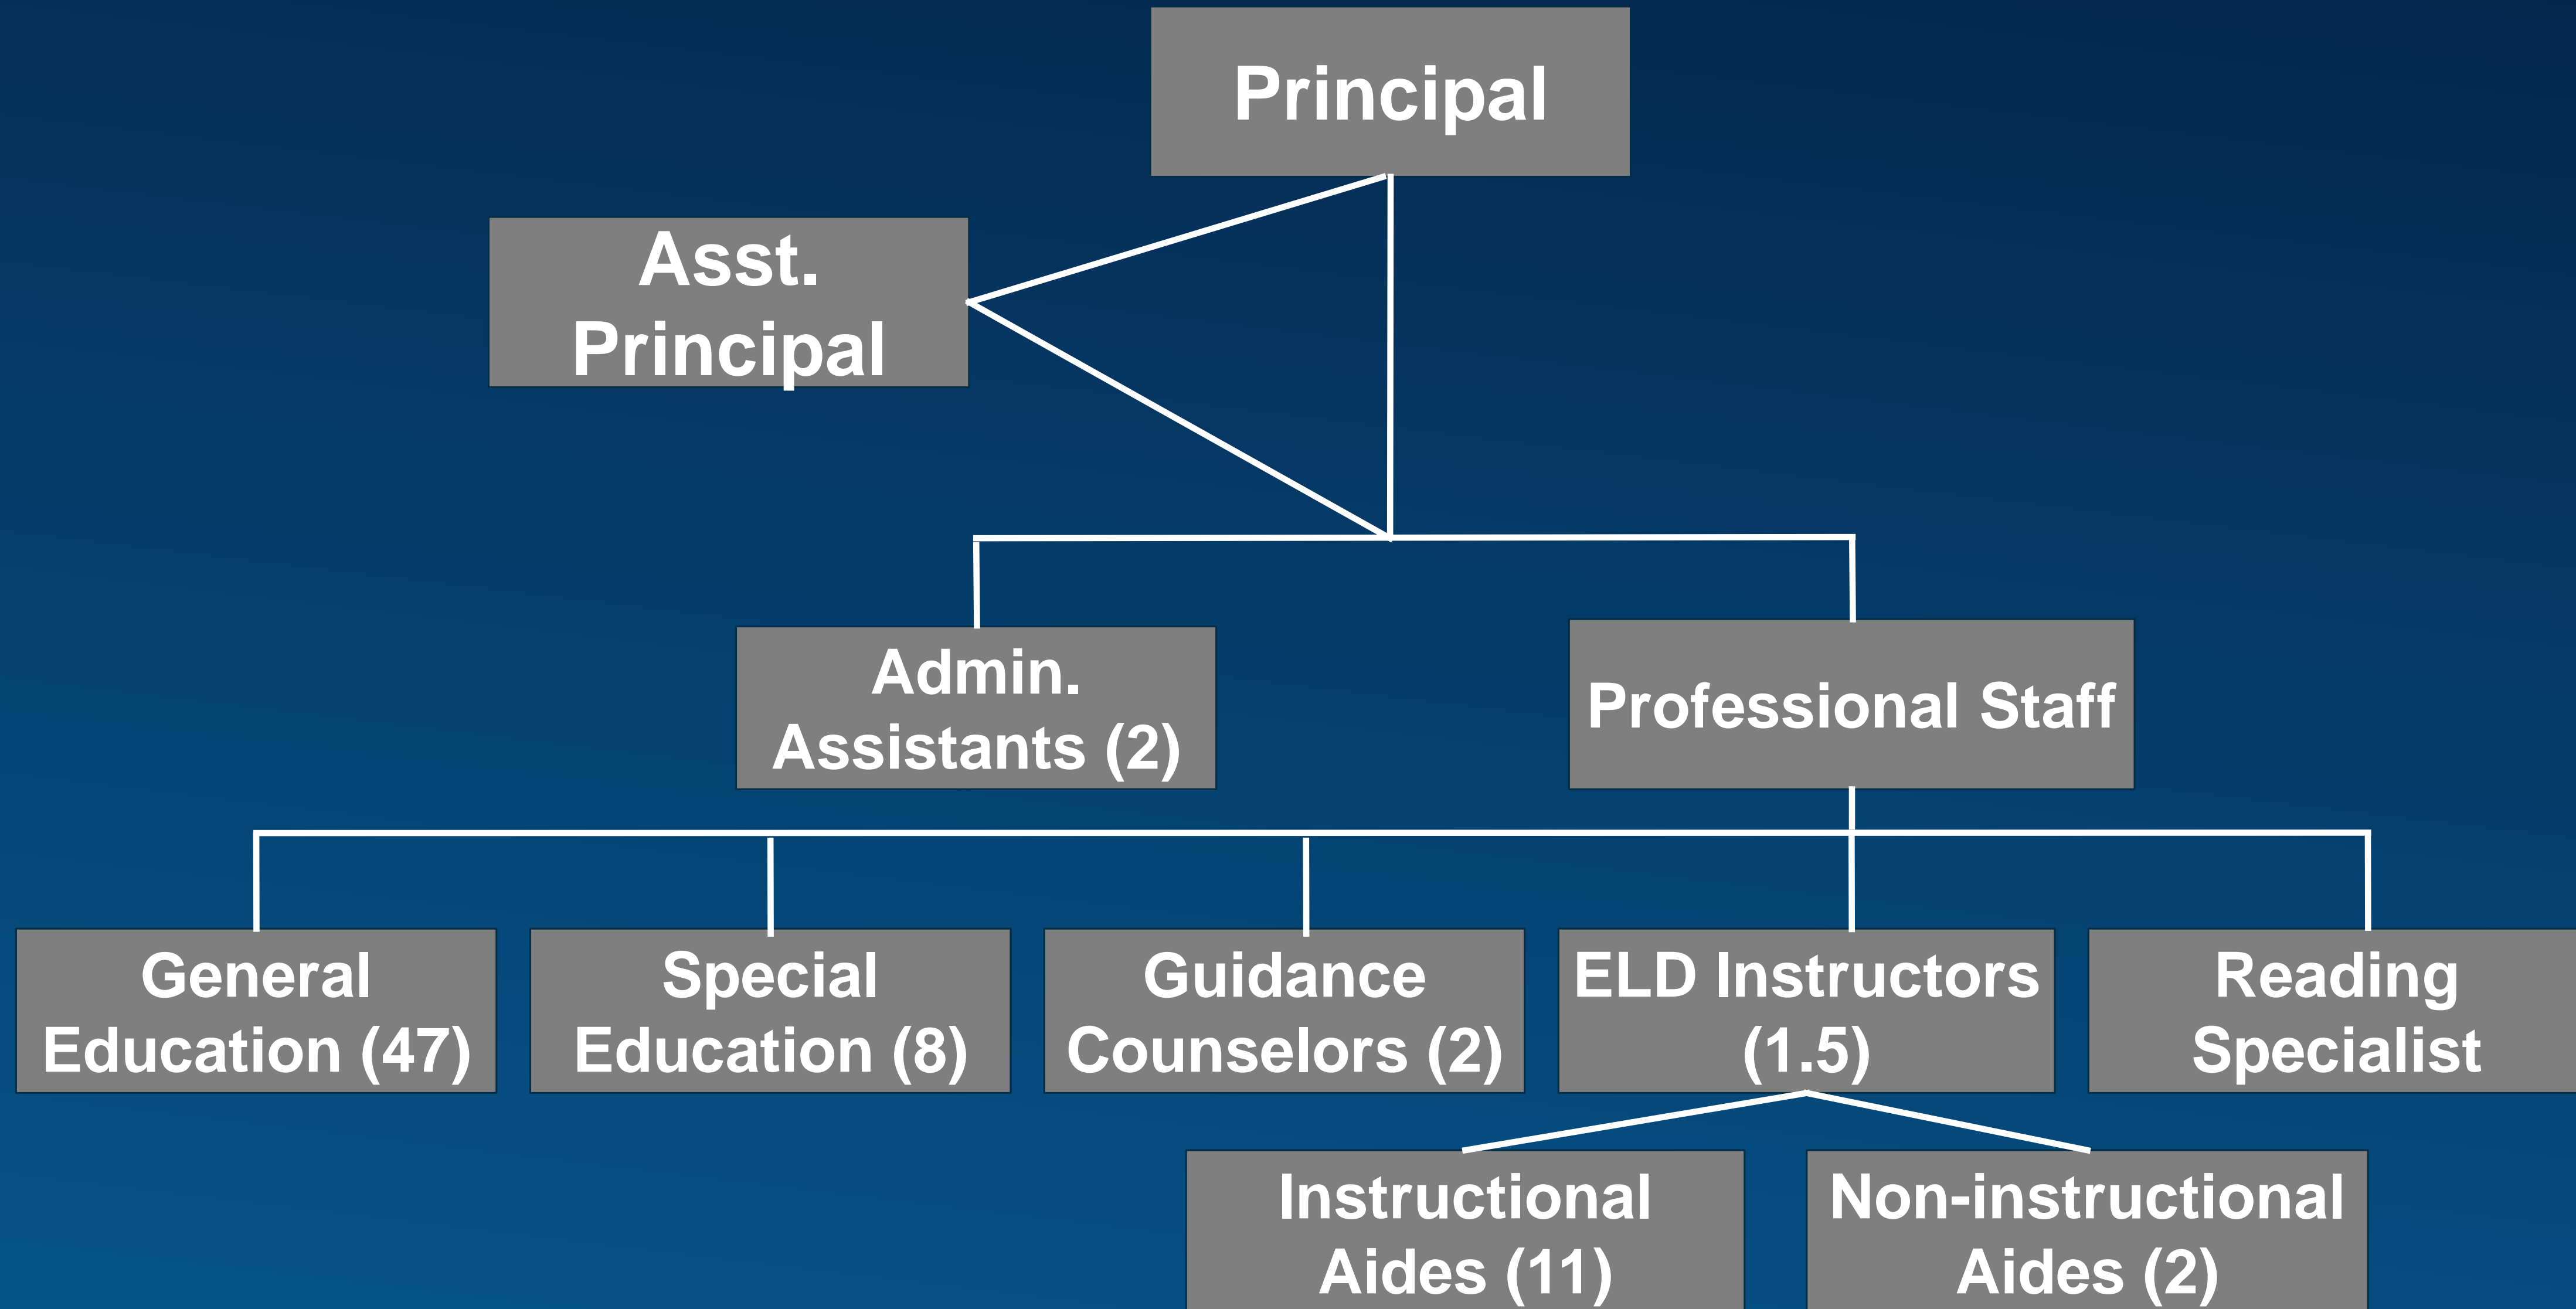 Principal
Asst.
Principal
Admin.
Assistants (2)
Professional Staff
General
Education (47)
Special
Education (8)
Guidance
Counselors (2)
ELD Instructors
(1.5)
Reading
Specialist
Instructional
Aides (11)
Non-instructional
Aides (2)